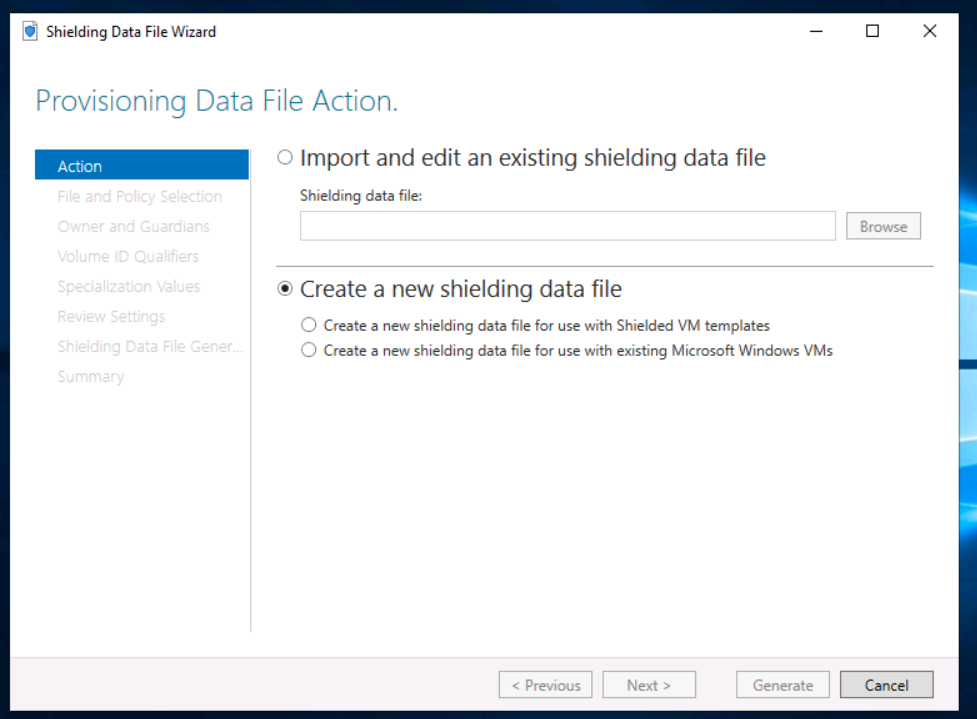 Shielding Data File Wizard
Provisioning Data File Action.
Action
File and Policy Selection
Owner and Guardians
Volume ID Qualifiers
Specialization Values
Review Settings
Shielding Data File Gener...
Summary
Import and edit an existing shielding data file
Shielding data file:
Browse
Create a new shielding data file
Create a new shielding data file for use with Shielded VM templates
Create a new shielding data file for use with existing Microsoft Windows VMs
< Previous
Next >
Generate
Cancel